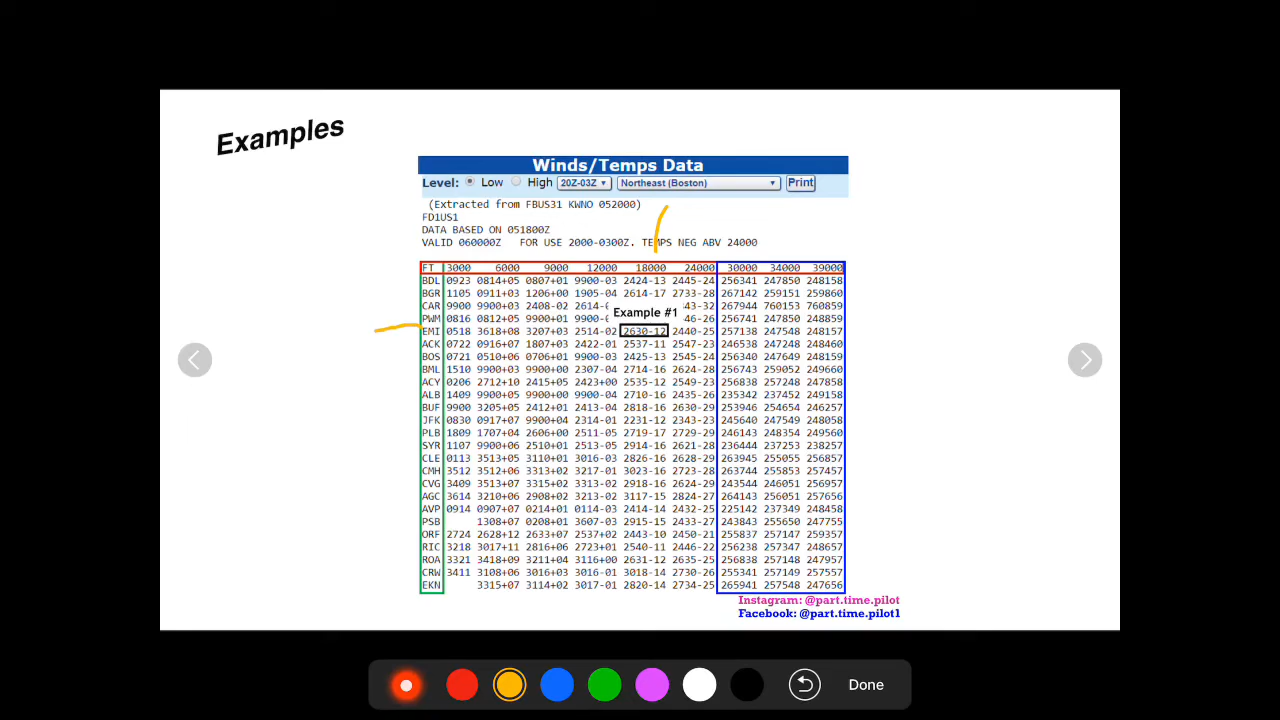 Examples
Winds/Temps Data
Level: Low High 20Z-03Z Northeast (Boston) Print
(Extracted from FBUS31 KWNO 052000)
FD1US1
DATA BASED ON 051800Z
VALID 060000Z FOR USE 2000-0300Z. TEMPS NEG ABV 24000
FT 3000 6000 9000 12000 18000 24000 30000 34000 39000
BDL 0923 0814+05 0807+01 9900-03 2424-13 2445-24 256341 247850 248158
BGR 1105 0911+03 1206+00 1905-04 2614-17 2733-28 267142 259151 259860
CAR 9900 9900+03 2408-02 2614- 43-32 267944 760153 760859
Example #1
PWM 0816 0812+05 9900+01 9900- 46-26 256741 247850 248859
EMI 0518 3618+08 3207+03 2514-02 2630-12 2440-25 257138 247548 248157
ACK 0722 0916+07 1807+03 2422-01 2537-11 2547-23 246538 247248 248460
BOS 0721 0510+06 0706+01 9900-03 2425-13 2545-24 256340 247649 248159
BML 1510 9900+03 9900+00 2307-04 2714-16 2624-28 256743 259052 249660
ACY 0206 2712+10 2415+05 2423+00 2535-12 2549-23 256838 257248 247858
ALB 1409 9900+05 9900+00 9900-04 2710-16 2435-26 235342 237452 249158
BUF 9900 3205+05 2412+01 2413-04 2818-16 2630-29 253946 254654 246257
JFK 0830 0917+07 9900+04 2314-01 2231-12 2343-23 245640 247549 248058
PLB 1809 1707+04 2606+00 2511-05 2719-17 2729-29 246143 248354 249560
SYR 1107 9900+06 2510+01 2513-05 2914-16 2621-28 236444 237253 238257
CLE 0113 3513+05 3110+01 3016-03 2826-16 2628-28 263945 255055 256857
CMH 3512 3512+06 3313+02 3217-01 3023-16 2723-28 263744 255853 257457
CVG 3409 3513+07 3315+02 3313-02 2918-16 2624-29 243544 246051 256957
AGC 3614 3210+06 2908+02 3213-02 3117-15 2824-27 264143 256051 257656
AVP 0914 0907+07 0214+01 0114-03 2414-14 2432-25 225142 237349 248458
PSB 1308+07 0208+01 3607-03 2915-15 2433-27 243843 255650 247755
ORF 2724 2628+12 2633+07 2537+02 2443-10 2450-21 255837 257147 259357
RIC 3218 3017+11 2816+06 2723+01 2540-11 2446-22 256238 257347 248657
ROA 3321 3418+09 3211+04 3116+00 2631-12 2635-25 256838 257148 247957
CRW 3411 3108+06 3016+03 3016-01 3018-14 2730-26 255341 257149 257557
EKN 3315+07 3114+02 3017-01 2820-14 2734-25 265941 257548 247656
Instagram: @part.time.pilot
Facebook: @part.time.pilot1
Done